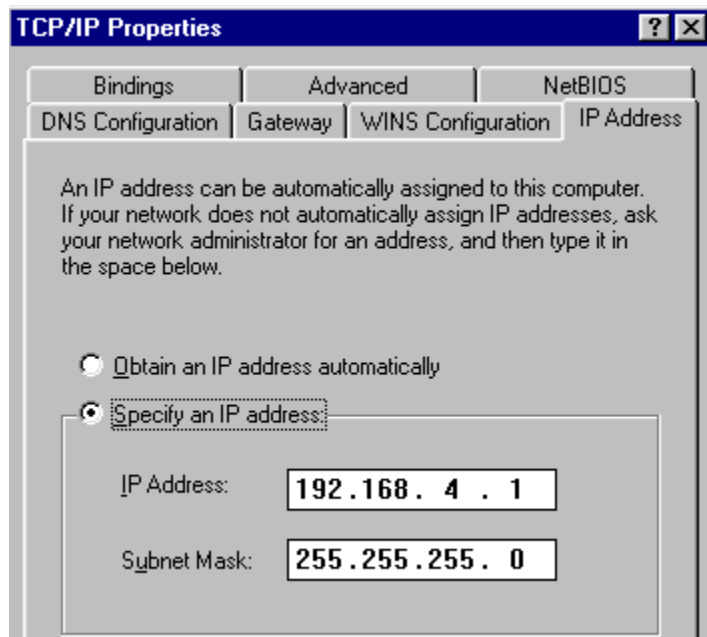 TCP/IP Properties
Bindings Advanced NetBIOS
DNS Configuration Gateway WINS Configuration IP Address
An IP address can be automatically assigned to this computer.
If your network does not automatically assign IP addresses, ask
your network administrator for an address, and then type it in
the space below.
Obtain an IP address automatically
Specify an IP address:
IP Address: 192.168. 4 . 1
Subnet Mask: 255.255.255. 0